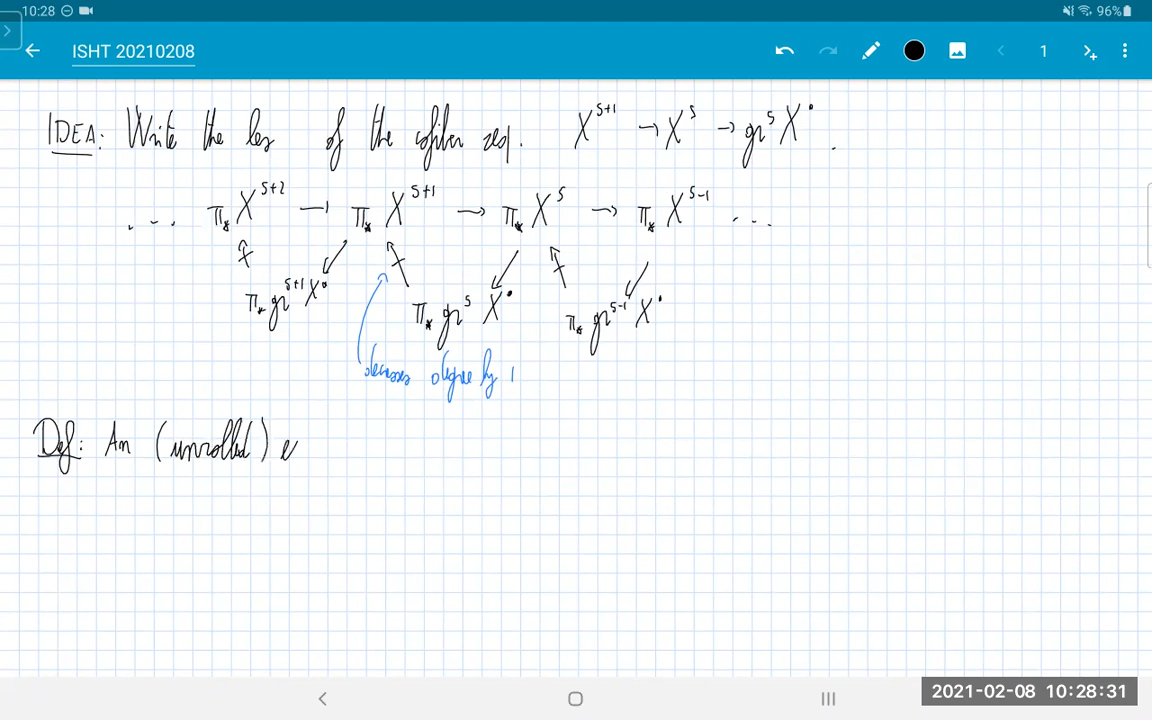 10:28 96%
ISHT 20210208 1
IDEA: Write the les of the cofiber seq. X^{s+1} → X^s → gr^s X^• .
... π_* X^{s+2} → π_* X^{s+1} → π_* X^s → π_* X^{s-1} ...
π_* gr^{s+1} X^• π_* gr^s X^• π_* gr^{s-1} X^•
decreases degree by 1
Def: An (unrolled) e
2021-02-08 10:28:31